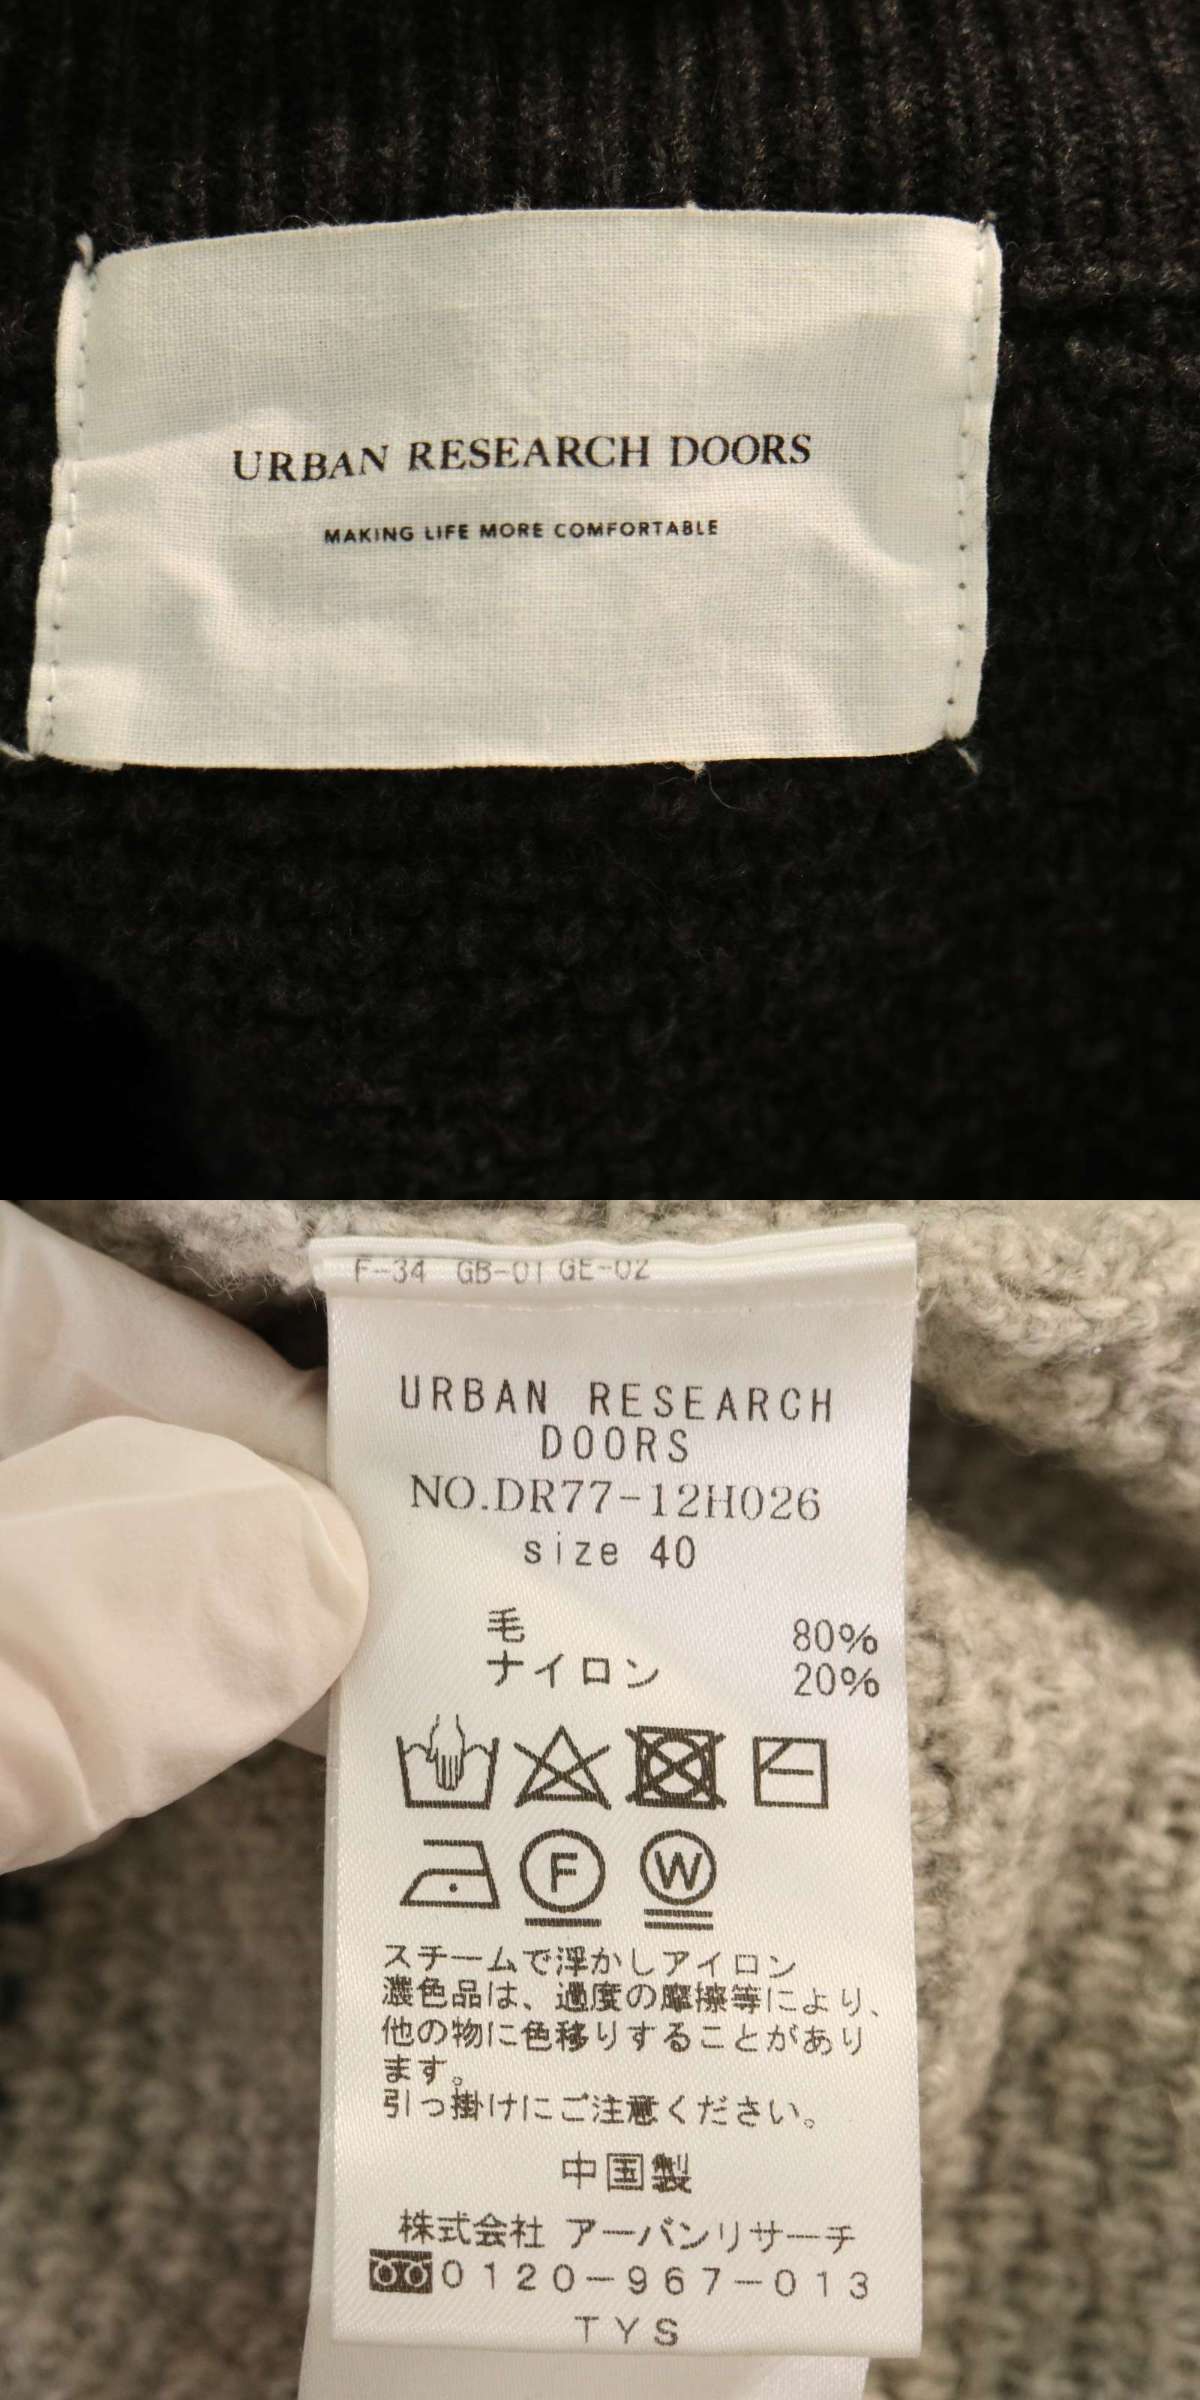 URBAN RESEARCH DOORS
MAKING LIFE MORE COMFORTABLE
F-34 GB-01 GE-02
URBAN RESEARCH
DOORS
NO.DR77-12H026
size 40
毛 80%
ナイロン 20%
F W
スチームで浮かしアイロン
濃色品は、過度の摩擦等により、
他の物に色移りすることがあり
ます。
引っ掛けにご注意ください。
中国製
株式会社 アーバンリサーチ
0120-967-013
TYS